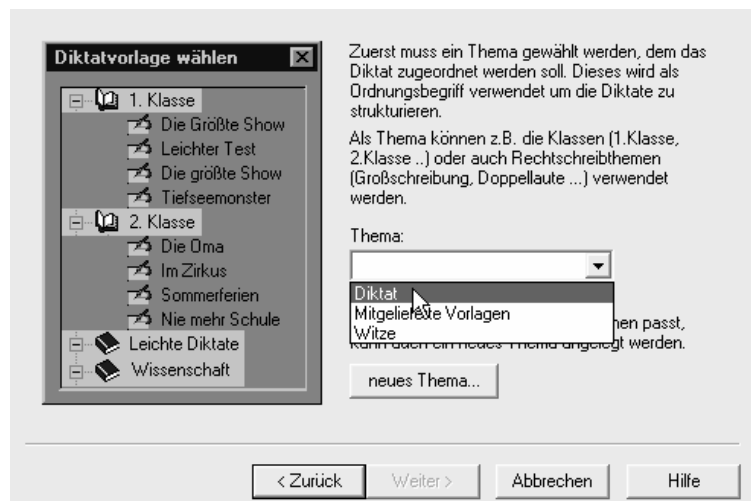 Diktatvorlage wählen
1. Klasse
Die Größte Show
Leichter Test
Die größte Show
Tiefseemonster
2. Klasse
Die Oma
Im Zirkus
Sommerferien
Nie mehr Schule
Leichte Diktate
Wissenschaft
Zuerst muss ein Thema gewählt werden, dem das
Diktat zugeordnet werden soll. Dieses wird als
Ordnungsbegriff verwendet um die Diktate zu
strukturieren.
Als Thema können z.B. die Klassen (1.Klasse,
2.Klasse ..) oder auch Rechtschreibthemen
(Großschreibung, Doppellaute ...) verwendet
werden.
Thema:
Diktat
Mitgelieferte Vorlagen
Witze
passt,
kann auch ein neues Thema angelegt werden.
neues Thema...
< Zurück
Weiter >
Abbrechen
Hilfe